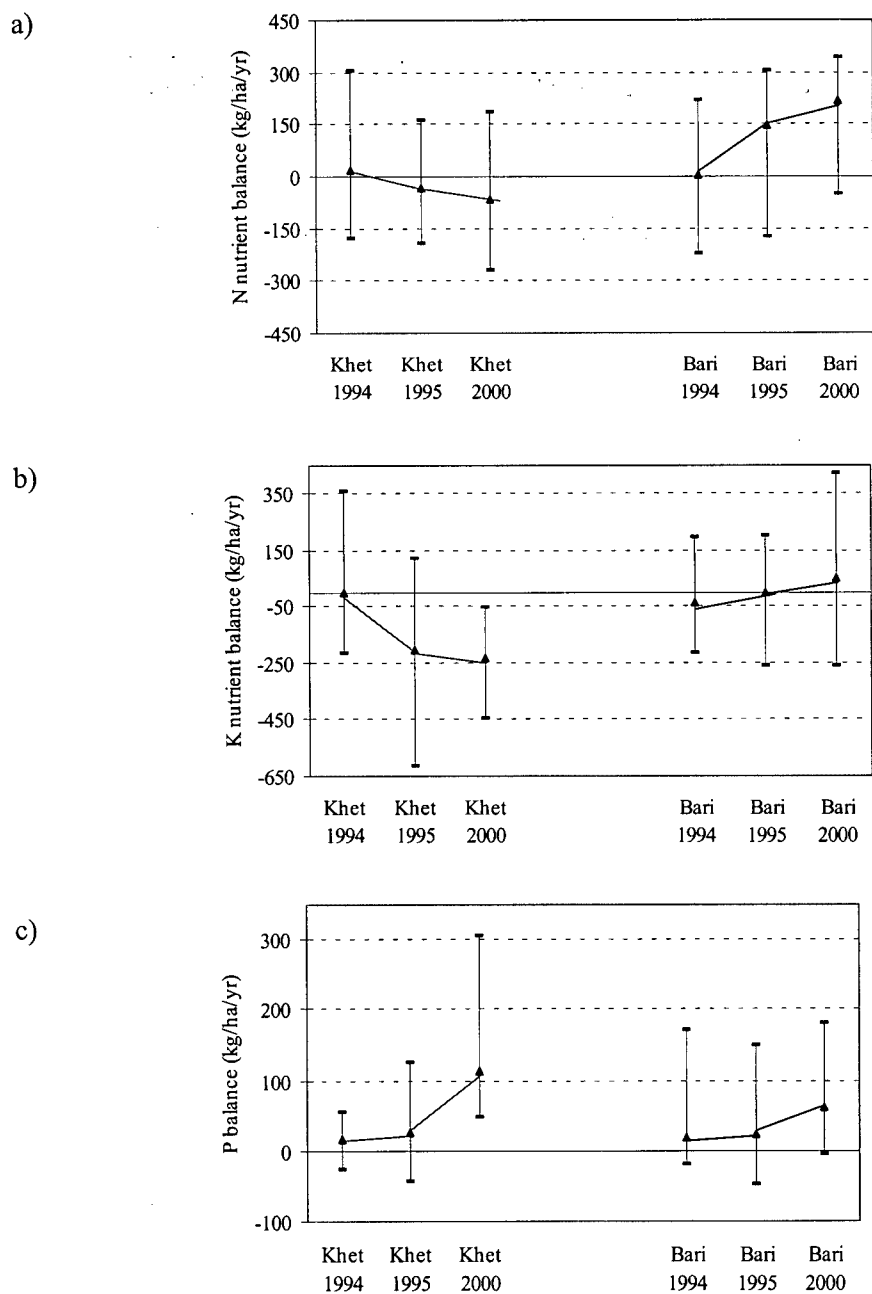 a)
N nutrient balance (kg/ha/yr)
450
300
150
0
-150
-300
-450
Khet Khet Khet Bari Bari Bari
1994 1995 2000 1994 1995 2000
b)
K nutrient balance (kg/ha/yr)
350
150
-50
-250
-450
-650
Khet Khet Khet Bari Bari Bari
1994 1995 2000 1994 1995 2000
c)
P balance (kg/ha/yr)
300
200
100
0
-100
Khet Khet Khet Bari Bari Bari
1994 1995 2000 1994 1995 2000